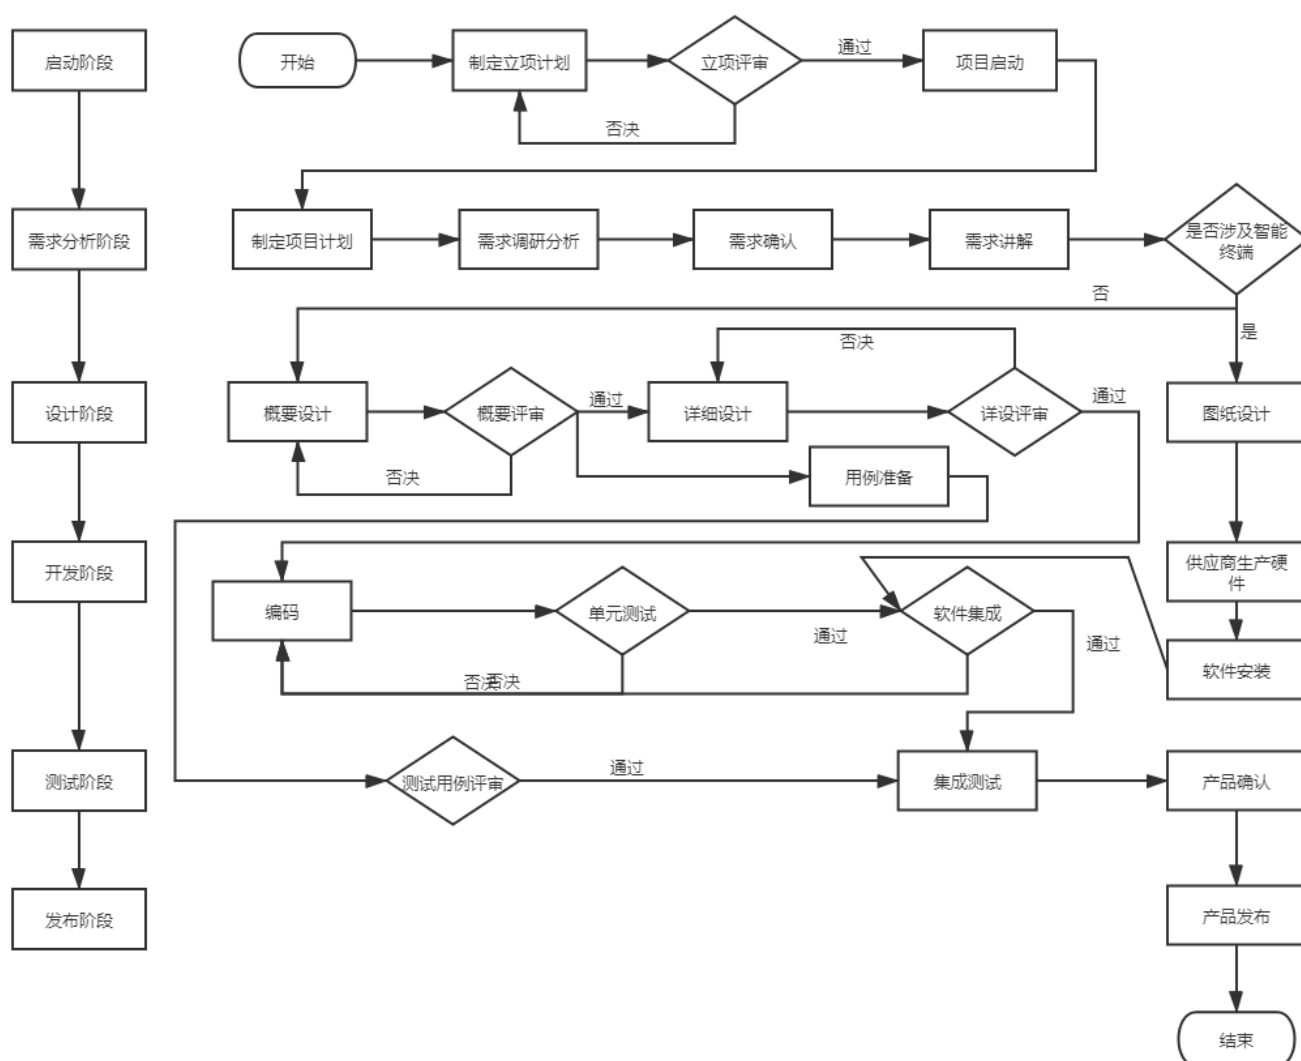 启动阶段
开始
制定立项计划
立项评审
通过
项目启动
否决
需求分析阶段
制定项目计划
需求调研分析
需求确认
需求讲解
是否涉及智能
终端
否
是
否决
设计阶段
概要设计
概要评审
通过
详细设计
详设评审
通过
图纸设计
否决
用例准备
开发阶段
编码
单元测试
通过
软件集成
通过
供应商生产硬
件
软件安装
否决
否决
测试阶段
测试用例评审
通过
集成测试
产品确认
发布阶段
产品发布
结束